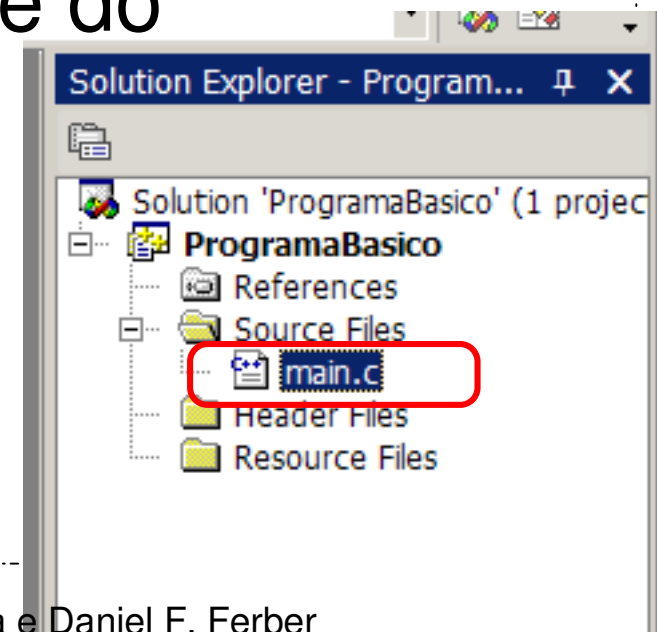 e do
Solution Explorer - Program...
Solution 'ProgramaBasico' (1 projec
ProgramaBasico
References
Source Files
C++ main.c
Header Files
Resource Files
a e Daniel F. Ferber